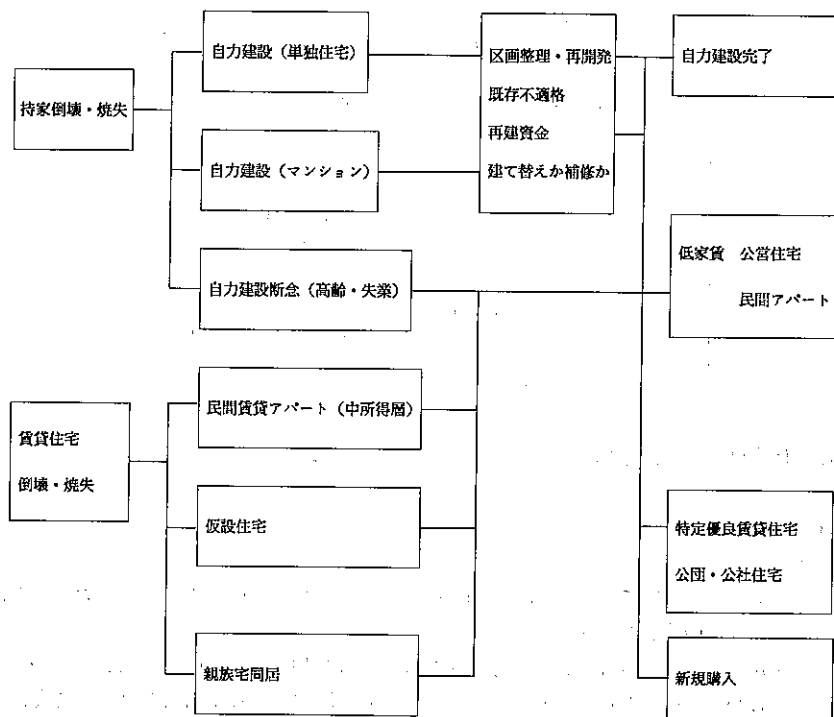 持家倒壊・焼失
自力建設（単独住宅）
自力建設（マンション）
自力建設断念（高齢・失業）
区画整理・再開発
既存不適格
再建資金
建て替えか補修か
自力建設完了
低家賃　公営住宅
民間アパート
賃貸住宅
倒壊・焼失
民間賃貸アパート（中所得層）
仮設住宅
親族宅同居
特定優良賃貸住宅
公団・公社住宅
新規購入